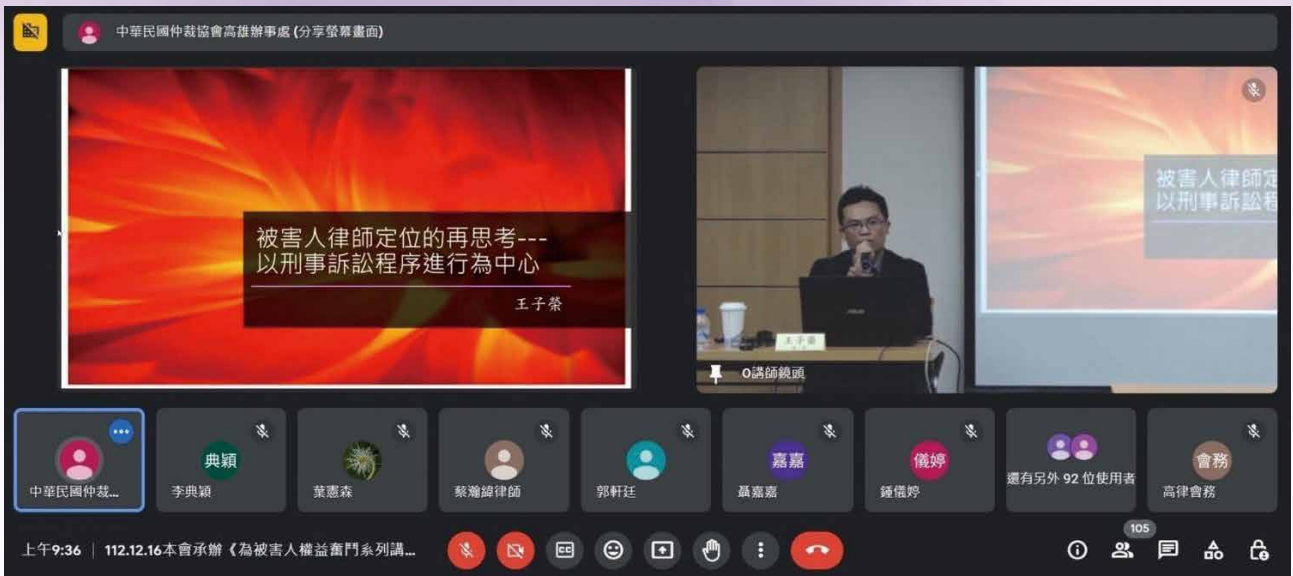 中華民國仲裁協會高雄辦事處 (分享螢幕畫面)
被害人律師定位的再思考---
以刑事訴訟程序進行為中心
王子榮
被害人律師定
以刑事訴訟程
ASUS
王子榮
O講師鏡頭
中華民國仲裁...
典穎
李典穎
葉憲森
蔡瀚緯律師
郭軒廷
嘉嘉
聶嘉嘉
儀婷
鍾儀婷
還有另外 92 位使用者
會務
高律會務
上午9:36 | 112.12.16本會承辦《為被害人權益奮鬥系列講...
105